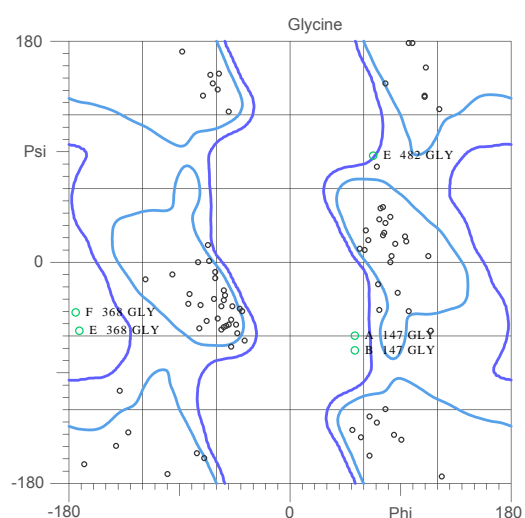 Glycine
180
Psi
E 482 GLY
0
F 368 GLY
E 368 GLY
A 147 GLY
B 147 GLY
-180
-180
0
Phi
180